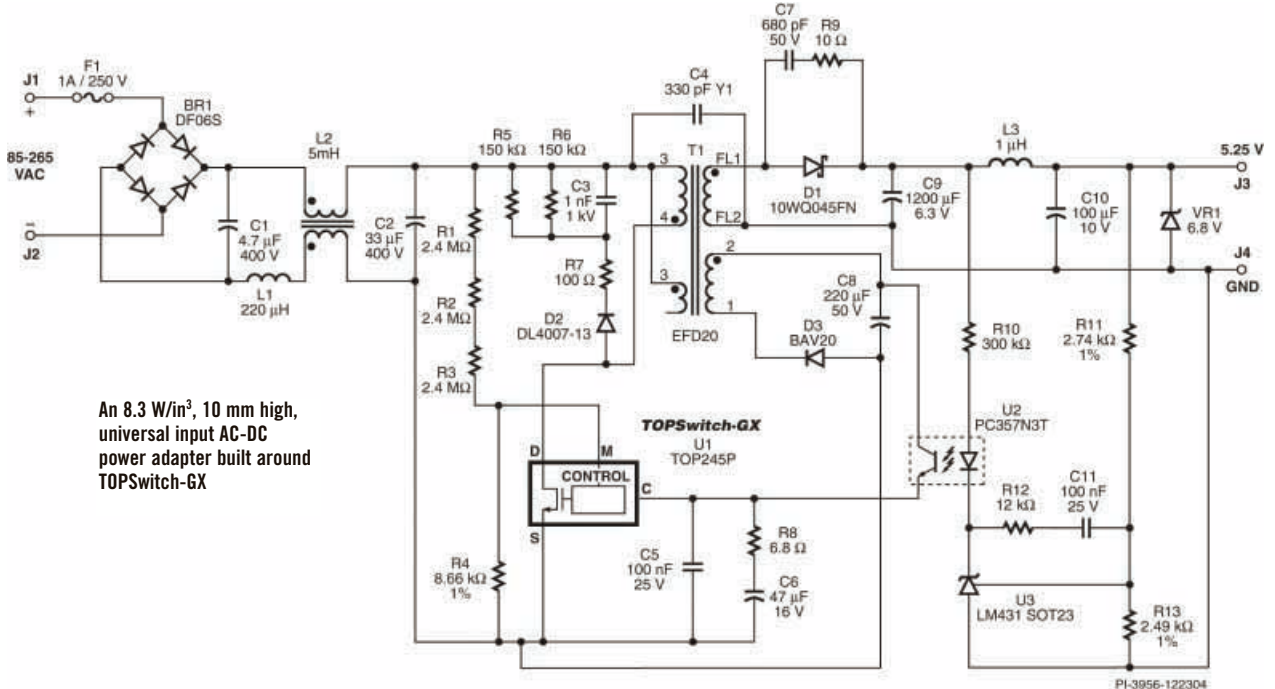 C7
680 pF
50 V
R9
10 Ω
C4
330 pF Y1
J1
+
F1
1A / 250 V
BR1
DF06S
85-265
VAC
–
J2
L2
5mH
C1
4.7 μF
400 V
L1
220 μH
C2
33 μF
400 V
R5
150 kΩ
R6
150 kΩ
C3
1 nF
1 kV
R1
2.4 MΩ
R2
2.4 MΩ
R3
2.4 MΩ
R7
100 Ω
D2
DL4007-13
T1
3
4
3
FL1
FL2
2
1
EFD20
D1
10WQ045FN
C9
1200 μF
6.3 V
L3
1 μH
C10
100 μF
10 V
VR1
6.8 V
5.25 V
J3
J4
GND
C8
220 μF
50 V
D3
BAV20
R10
300 kΩ
R11
2.74 kΩ
1%
U2
PC357N3T
R12
12 kΩ
C11
100 nF
25 V
An 8.3 W/in³, 10 mm high,
universal input AC-DC
power adapter built around
TOPSwitch-GX
TOPSwitch-GX
U1
TOP245P
D
M
CONTROL
C
S
R4
8.66 kΩ
1%
C5
100 nF
25 V
R8
6.8 Ω
C6
47 μF
16 V
U3
LM431 SOT23
R13
2.49 kΩ
1%
PI-3956-122304